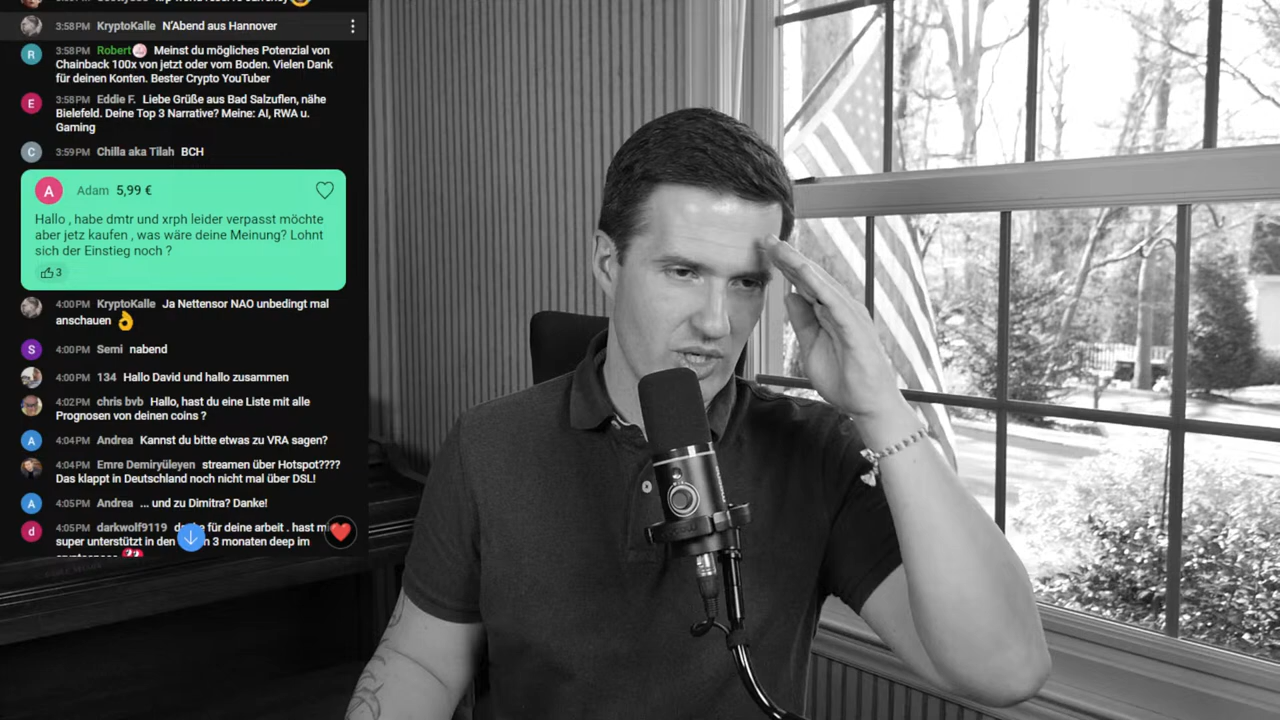 3:58PM KryptoKalle N'Abend aus Hannover
3:58PM Robert Meinst du mögliches Potenzial von
Chainback 100x von jetzt oder vom Boden. Vielen Dank
für deinen Konten. Bester Crypto YouTuber
E 3:58PM Eddie F. Liebe Grüße aus Bad Salzuflen, nähe
Bielefeld. Deine Top 3 Narrative? Meine: AI, RWA u.
Gaming
C 3:59PM Chilla aka Tilah BCH
A Adam 5,99 €
Hallo , habe dmtr und xrph leider verpasst möchte
aber jetz kaufen , was wäre deine Meinung? Lohnt
sich der Einstieg noch ?
3
4:00PM KryptoKalle Ja Nettensor NAO unbedingt mal
anschauen 👌
S 4:00PM Semi nabend
4:00PM 134 Hallo David und hallo zusammen
4:02PM chris bvb Hallo, hast du eine Liste mit alle
Prognosen von deinen coins ?
A 4:04PM Andrea Kannst du bitte etwas zu VRA sagen?
4:04PM Emre Demiryüleyen streamen über Hotspot????
Das klappt in Deutschland noch nicht mal über DSL!
A 4:05PM Andrea ... und zu Dimitra? Danke!
d 4:05PM darkwolf9119 für deine arbeit . hast
super unterstützt in den 3 monaten deep im